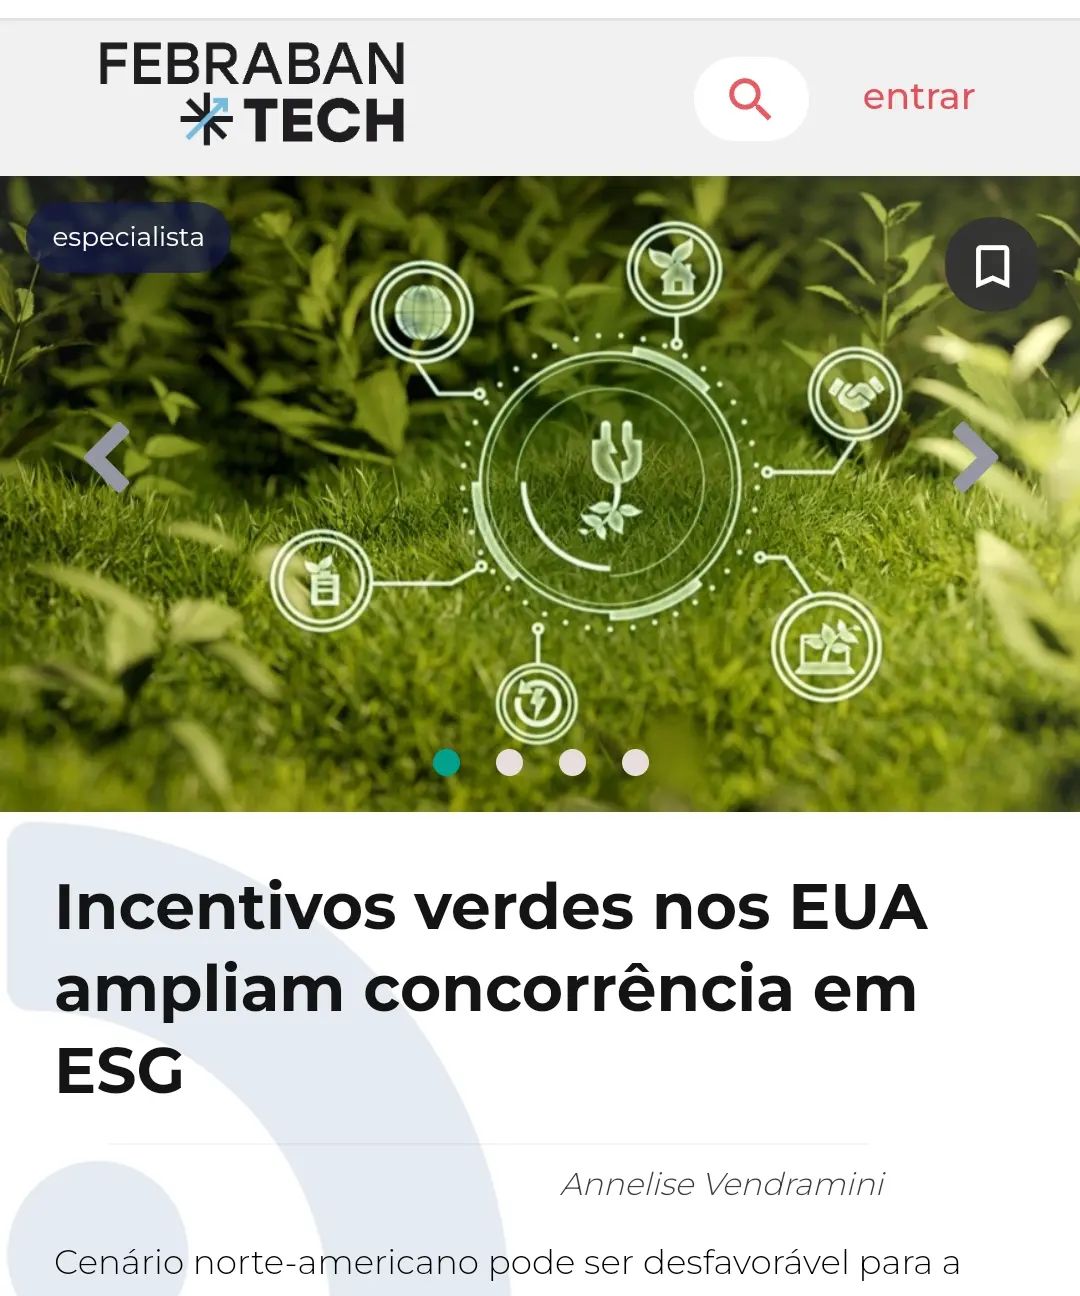 FEBRABAN
TECH
entrar
especialista
Incentivos verdes nos EUA
ampliam concorrência em
ESG
Annelise Vendramini
Cenário norte-americano pode ser desfavorável para a